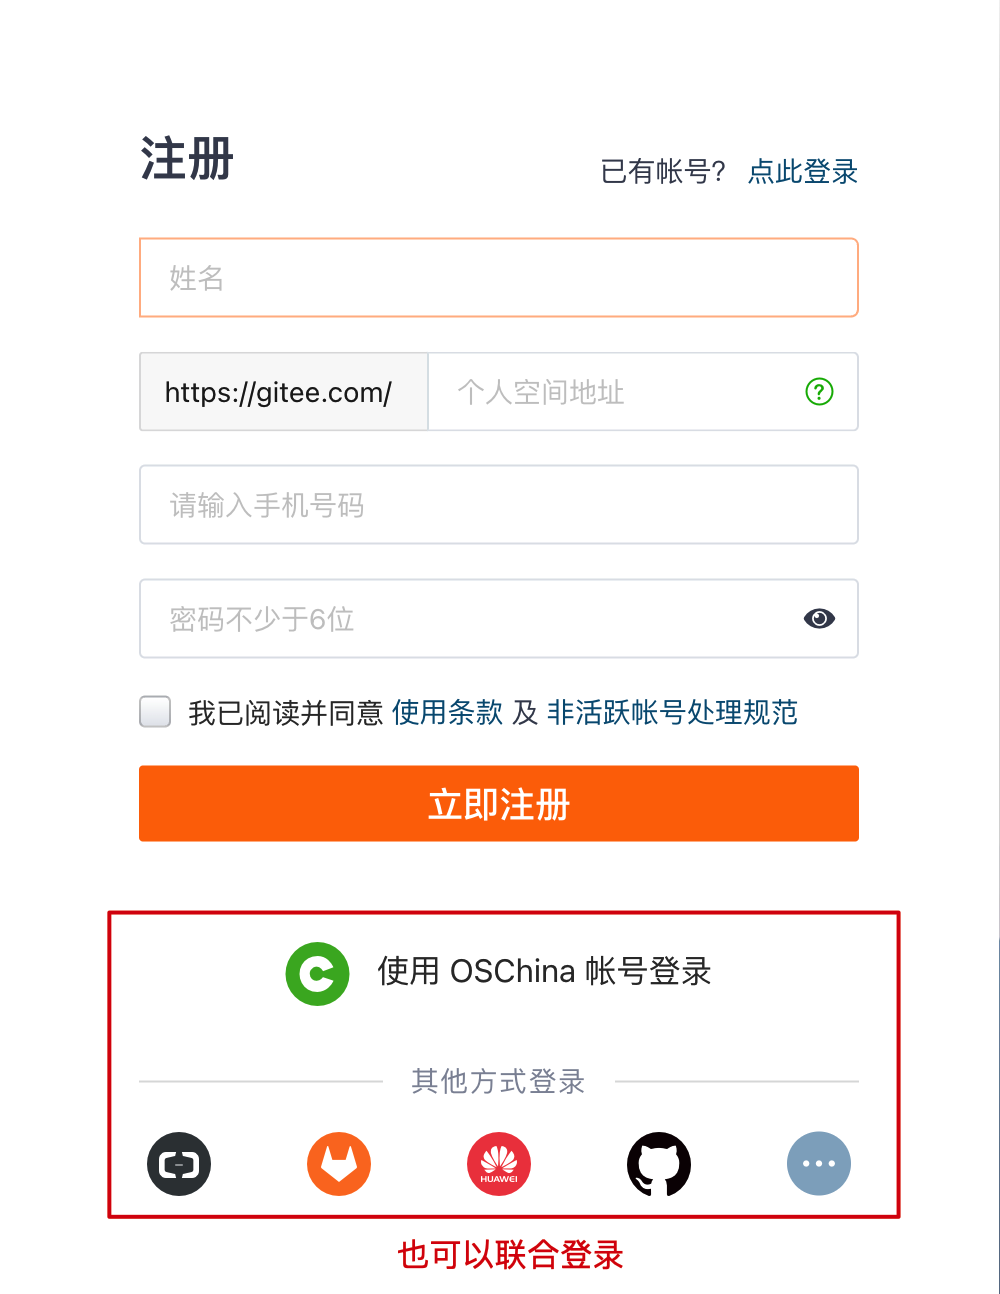 注册
已有帐号? 点此登录
姓名
https://gitee.com/ 个人空间地址
请输入手机号码
密码不少于6位
我已阅读并同意 使用条款 及 非活跃帐号处理规范
立即注册
使用 OSChina 帐号登录
其他方式登录
HUAWEI
也可以联合登录